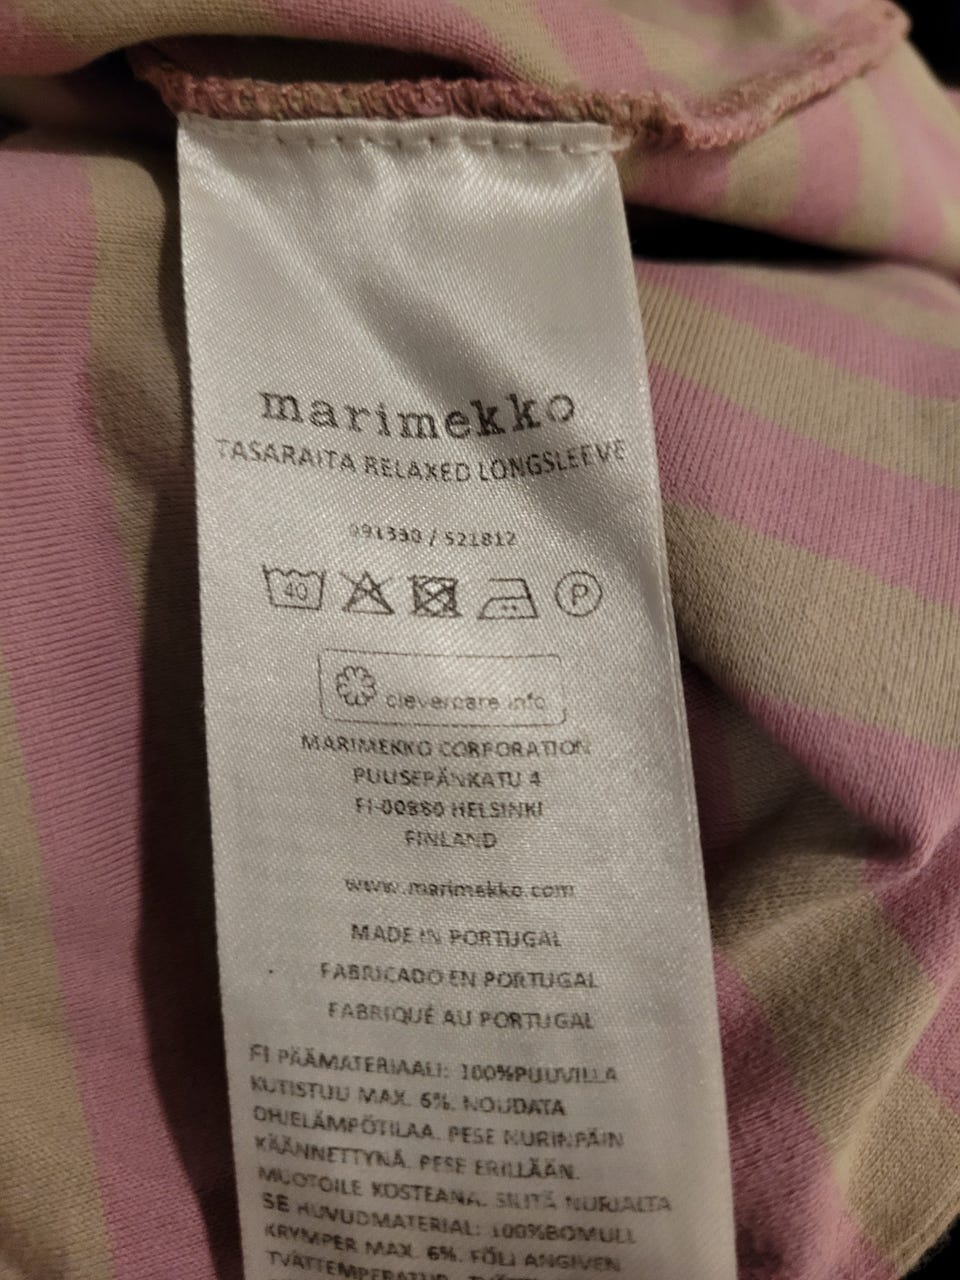 marimekko
TASARAITA RELAXED LONGSLEEVE
091390 / 521812
40
P
clevercare.info
MARIMEKKO CORPORATION
PUUSEPÄNKATU 4
FI-00880 HELSINKI
FINLAND
www.marimekko.com
MADE IN PORTUGAL
FABRICADO EN PORTUGAL
FABRIQUÉ AU PORTUGAL
FI PÄÄMATERIAALI: 100%PUUVILLA
KUTISTUU MAX. 6%. NOUDATA
OHJELÄMPÖTILAA. PESE NURINPÄIN
KÄÄNNETTYNÄ. PESE ERILLÄÄN.
MUOTOILE KOSTEANA. SILITÄ NURJALTA
SE HUVUDMATERIAL: 100%BOMULL
KRYMPER MAX. 6%. FÖLJ ANGIVEN
TVÄTTEMPERATUR.